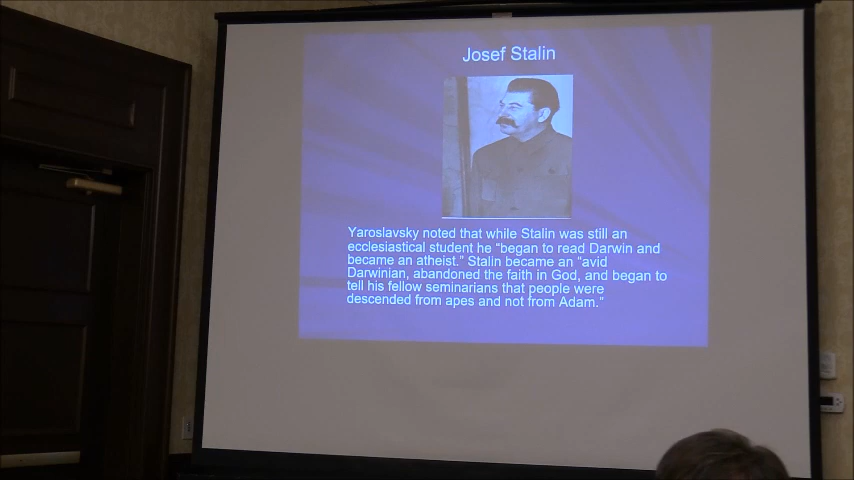 Josef Stalin
Yaroslavsky noted that while Stalin was still an
ecclesiastical student he “began to read Darwin and
became an atheist.” Stalin became an “avid
Darwinian, abandoned the faith in God, and began to
tell his fellow seminarians that people were
descended from apes and not from Adam.”